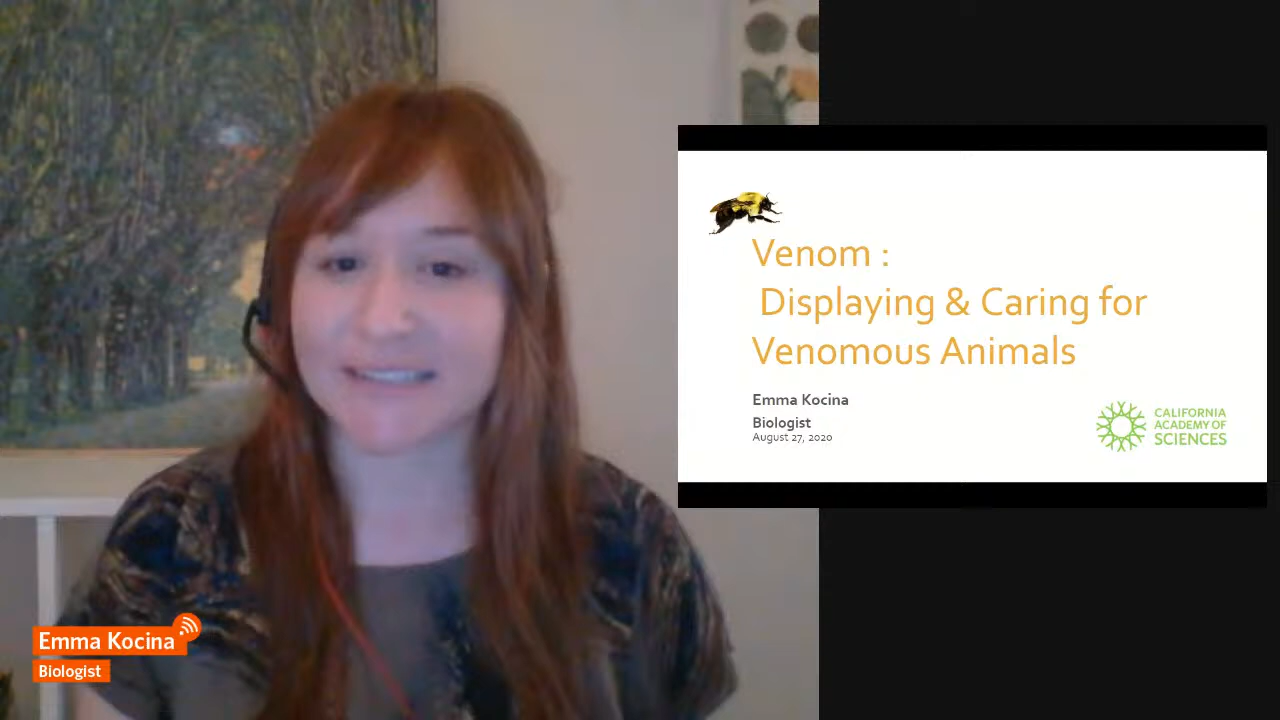 Venom :
Displaying & Caring for
Venomous Animals
Emma Kocina
Biologist
August 27, 2020
CALIFORNIA
ACADEMY OF
SCIENCES
Emma Kocina
Biologist